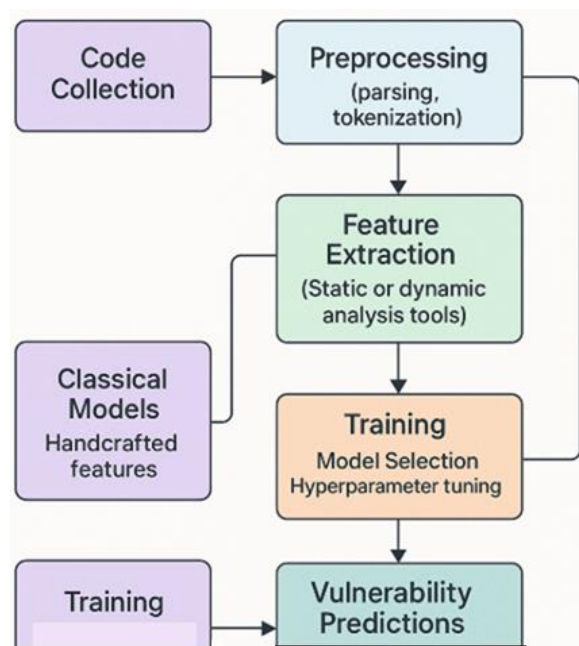 Code
Collection
Preprocessing
(parsing,
tokenization)
Feature
Extraction
(Static or dynamic
analysis tools)
Classical
Models
Handcrafted
features
Training
Model Selection
Hyperparameter tuning
Training
Vulnerability
Predictions